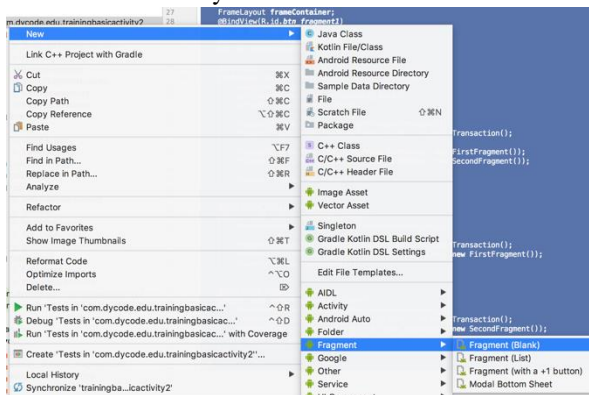 27
FrameLayout frameContainer;
m.dycode.edu.trainingbasicactivity2
28
@BindView(R.id.btn_fragment1)
New
Link C++ Project with Gradle
Cut ⌘X
Copy ⌘C
Copy Path ⇧⌘C
Copy Reference ⌥⇧⌘C
Paste ⌘V
Find Usages ⌥F7
Find in Path... ⇧⌘F
Replace in Path... ⇧⌘R
Analyze
Refactor
Add to Favorites
Show Image Thumbnails ⇧⌘T
Reformat Code ⌥⌘L
Optimize Imports ^⌥O
Delete... ⌦
Run 'Tests in 'com.dycode.edu.trainingbasicac...' ^⇧R
Debug 'Tests in 'com.dycode.edu.trainingbasicac...' ^⇧D
Run 'Tests in 'com.dycode.edu.trainingbasicac...' with Coverage
Create 'Tests in 'com.dycode.edu.trainingbasicactivity2''...
Local History
Synchronize 'trainingba...icactivity2'
Java Class
Kotlin File/Class
Android Resource File
Android Resource Directory
Sample Data Directory
File
Scratch File ⇧⌘N
Package
C++ Class
C/C++ Source File
C/C++ Header File
Image Asset
Vector Asset
Singleton
Gradle Kotlin DSL Build Script
Gradle Kotlin DSL Settings
Edit File Templates...
AIDL
Activity
Android Auto
Folder
Fragment
Google
Other
Service
Fragment (Blank)
Fragment (List)
Fragment (with a +1 button)
Modal Bottom Sheet
Transaction();
FirstFragment());
SecondFragment());
Transaction();
new FirstFragment());
Transaction();
new SecondFragment());